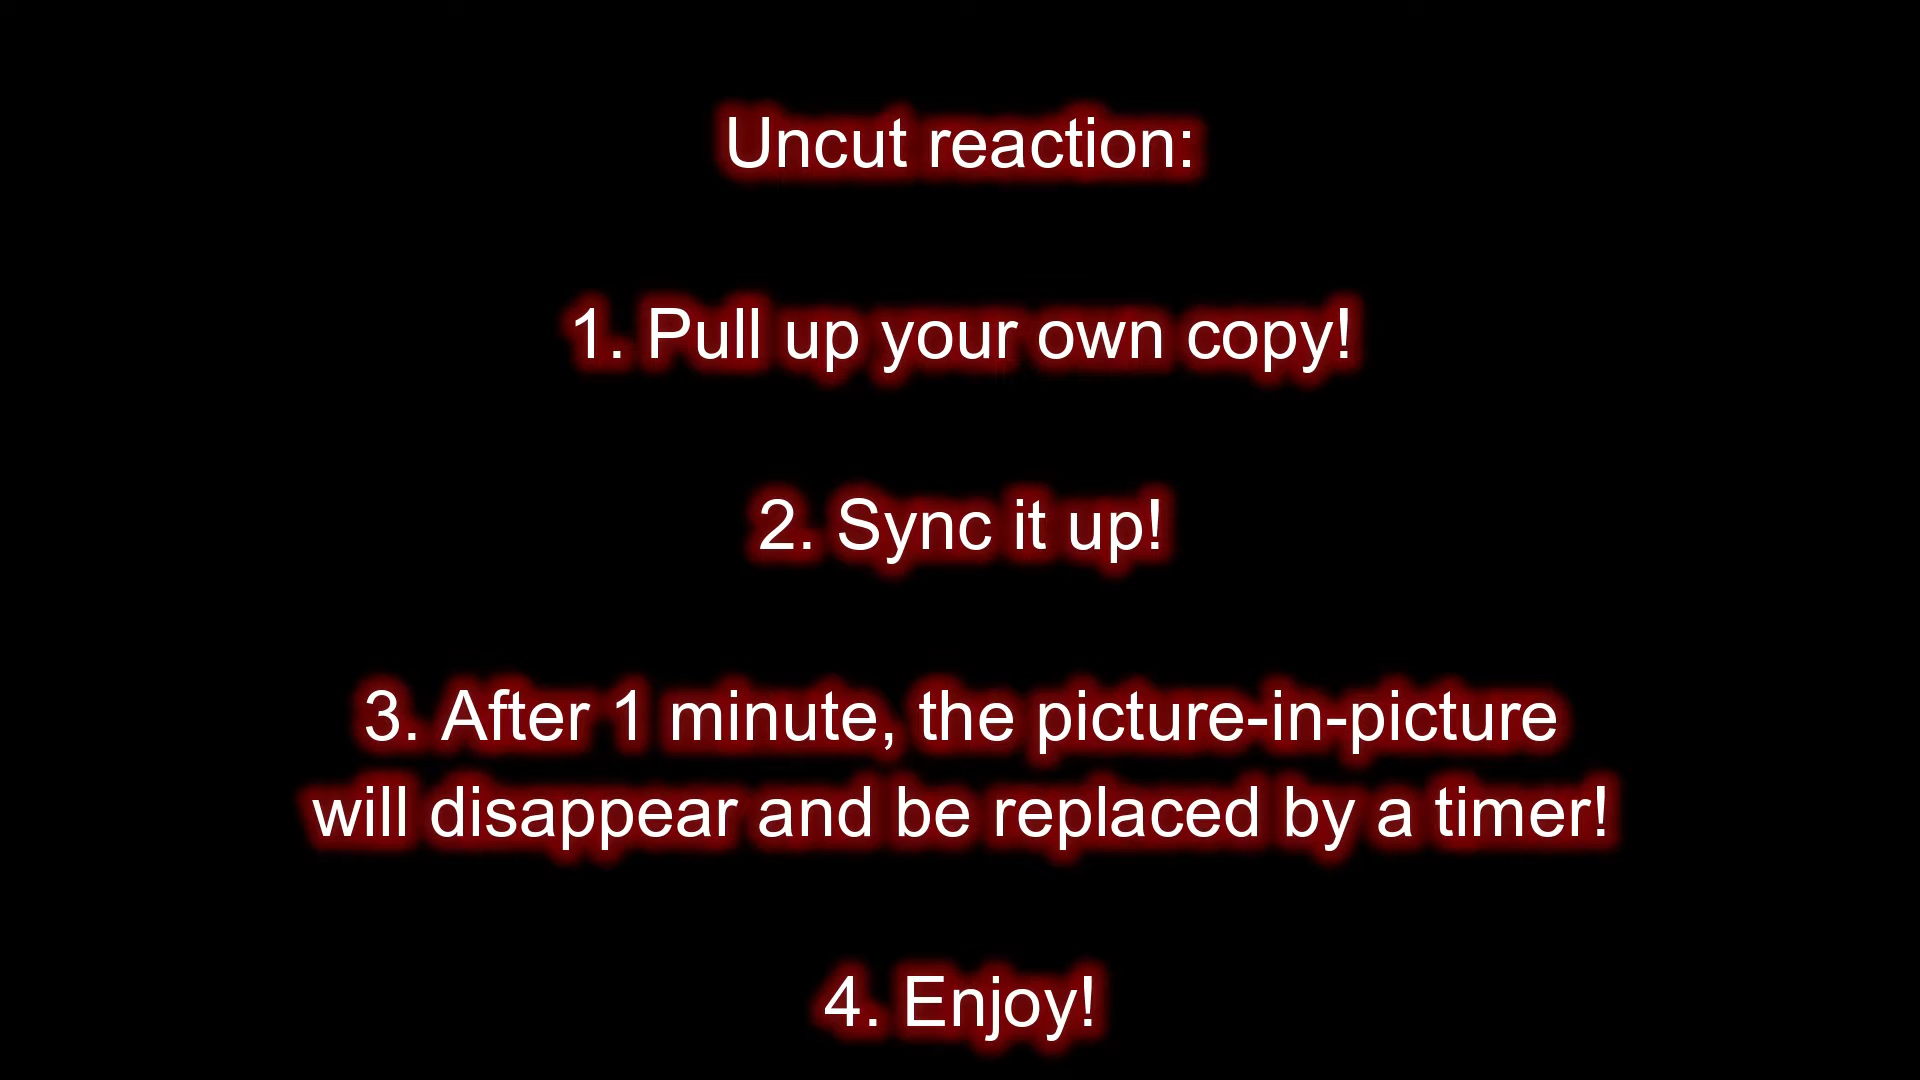 Uncut reaction:
1. Pull up your own copy!
2. Sync it up!
3. After 1 minute, the picture-in-picture
will disappear and be replaced by a timer!
4. Enjoy!